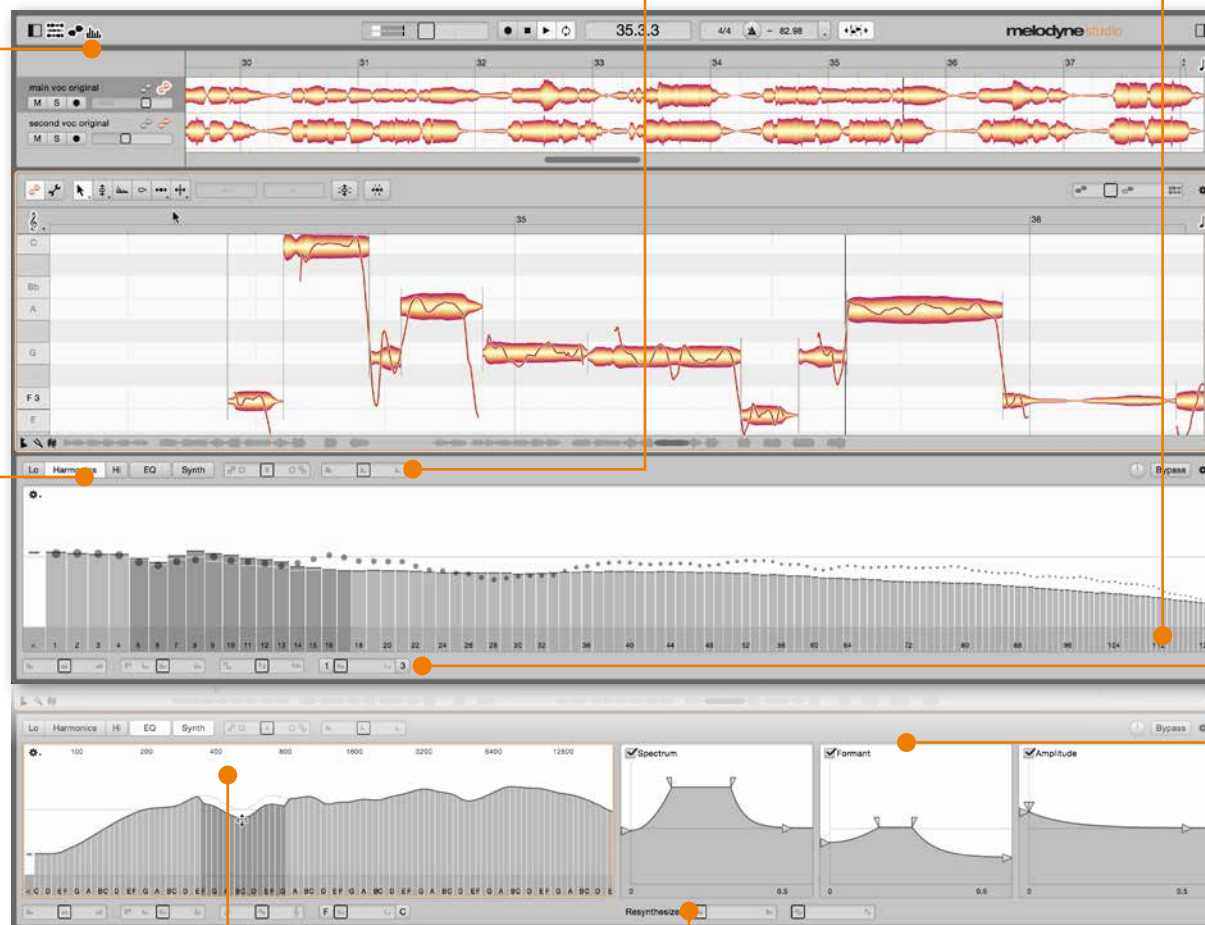 35.3.3 4/4 - 82.98 melodyne studio
30 31 32 33 34 35 36 37
main voc original
M S
second voc original
M S
35 36
C
Bb
A
G
F 3
E
Lo Harmonics Hi EQ Synth Bypass
< 1 2 3 4 5 6 7 8 9 10 11 12 13 14 15 16 18 20 22 24 26 28 30 32 36 40 44 48 52 56 60 64 72 80 88 96 104 112
1 3
Lo Harmonics Hi EQ Synth Bypass
100 200 400 800 1600 3200 6400 12800
Spectrum Formant Amplitude
0 0.5 0 0.5 0 0.5
F C
Resynthesize